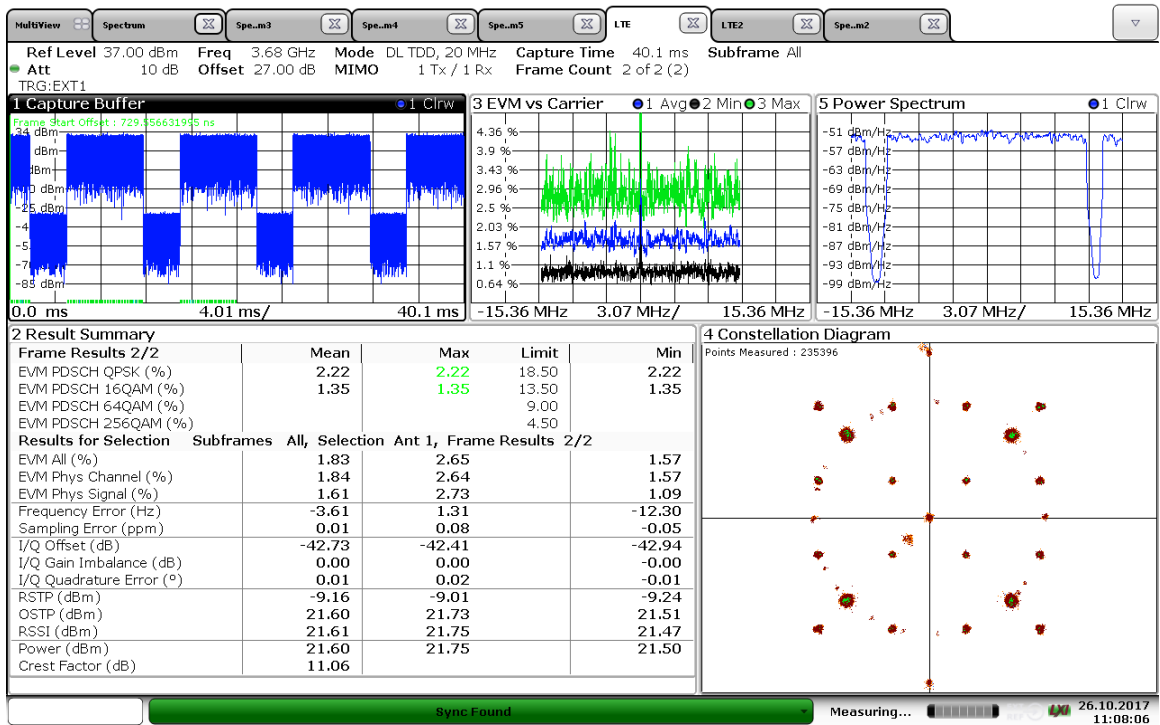 MultiView Spectrum Spe..m3 Spe..m4 Spe..m5 LTE LTE2 Spe..m2
Ref Level 37.00 dBm Freq 3.68 GHz Mode DL TDD, 20 MHz Capture Time 40.1 ms Subframe All
Att 10 dB Offset 27.00 dB MIMO 1 Tx / 1 Rx Frame Count 2 of 2 (2)
TRG:EXT1
1 Capture Buffer 1 Clrw
Frame Start Offset : 729.556631995 ns
34 dBm
dBm
dBm
dBm
-25 dBm
-85 dBm
0.0 ms 4.01 ms/ 40.1 ms
3 EVM vs Carrier 1 Avg 2 Min 3 Max
4.36 %
3.9 %
3.43 %
2.96 %
2.5 %
2.03 %
1.57 %
1.1 %
0.64 %
-15.36 MHz 3.07 MHz/ 15.36 MHz
5 Power Spectrum 1 Clrw
-51 dBm/Hz
-57 dBm/Hz
-63 dBm/Hz
-69 dBm/Hz
-75 dBm/Hz
-81 dBm/Hz
-87 dBm/Hz
-93 dBm/Hz
-99 dBm/Hz
-15.36 MHz 3.07 MHz/ 15.36 MHz
2 Result Summary
Frame Results 2/2 Mean Max Limit Min
EVM PDSCH QPSK (%) 2.22 2.22 18.50 2.22
EVM PDSCH 16QAM (%) 1.35 1.35 13.50 1.35
EVM PDSCH 64QAM (%) 9.00
EVM PDSCH 256QAM (%) 4.50
Results for Selection Subframes All, Selection Ant 1, Frame Results 2/2
EVM All (%) 1.83 2.65 1.57
EVM Phys Channel (%) 1.84 2.64 1.57
EVM Phys Signal (%) 1.61 2.73 1.09
Frequency Error (Hz) -3.61 1.31 -12.30
Sampling Error (ppm) 0.01 0.08 -0.05
I/Q Offset (dB) -42.73 -42.41 -42.94
I/Q Gain Imbalance (dB) 0.00 0.00 -0.00
I/Q Quadrature Error (°) 0.01 0.02 -0.01
RSTP (dBm) -9.16 -9.01 -9.24
OSTP (dBm) 21.60 21.73 21.51
RSSI (dBm) 21.61 21.75 21.47
Power (dBm) 21.60 21.75 21.50
Crest Factor (dB) 11.06
4 Constellation Diagram
Points Measured : 235396
Sync Found
Measuring...
REF
LXI
26.10.2017
11:08:06